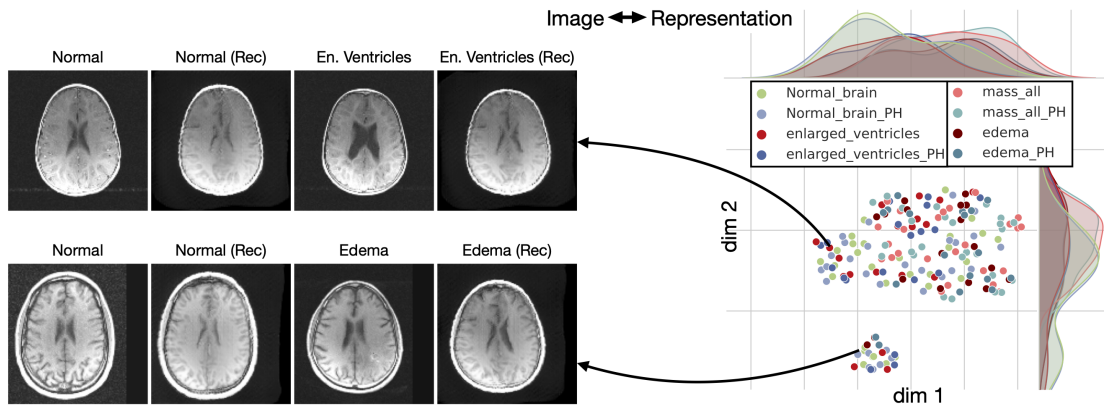 Image Representation
Normal Normal (Rec) En. Ventricles En. Ventricles (Rec)
Normal_brain mass_all
Normal_brain_PH mass_all_PH
enlarged_ventricles edema
enlarged_ventricles_PH edema_PH
dim 2
Normal Normal (Rec) Edema Edema (Rec)
dim 1